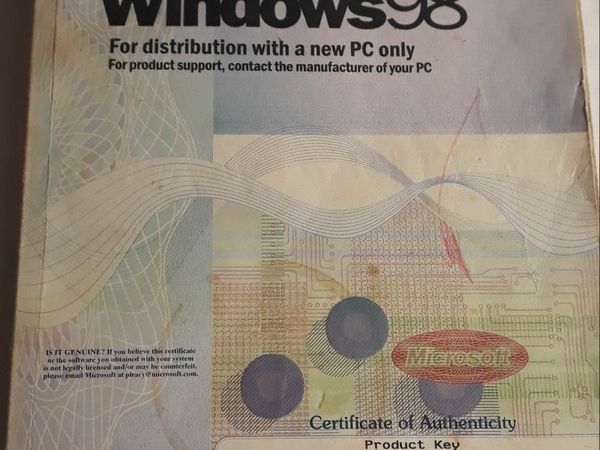 Windows98
For distribution with a new PC only
For product support, contact the manufacturer of your PC
IS IT GENUINE? If you believe this certificate
or the software you obtained with your system
is not legally licensed and/or may be counterfeit,
please email Microsoft at piracy@microsoft.com.
Microsoft
Certificate of Authenticity
Product Key